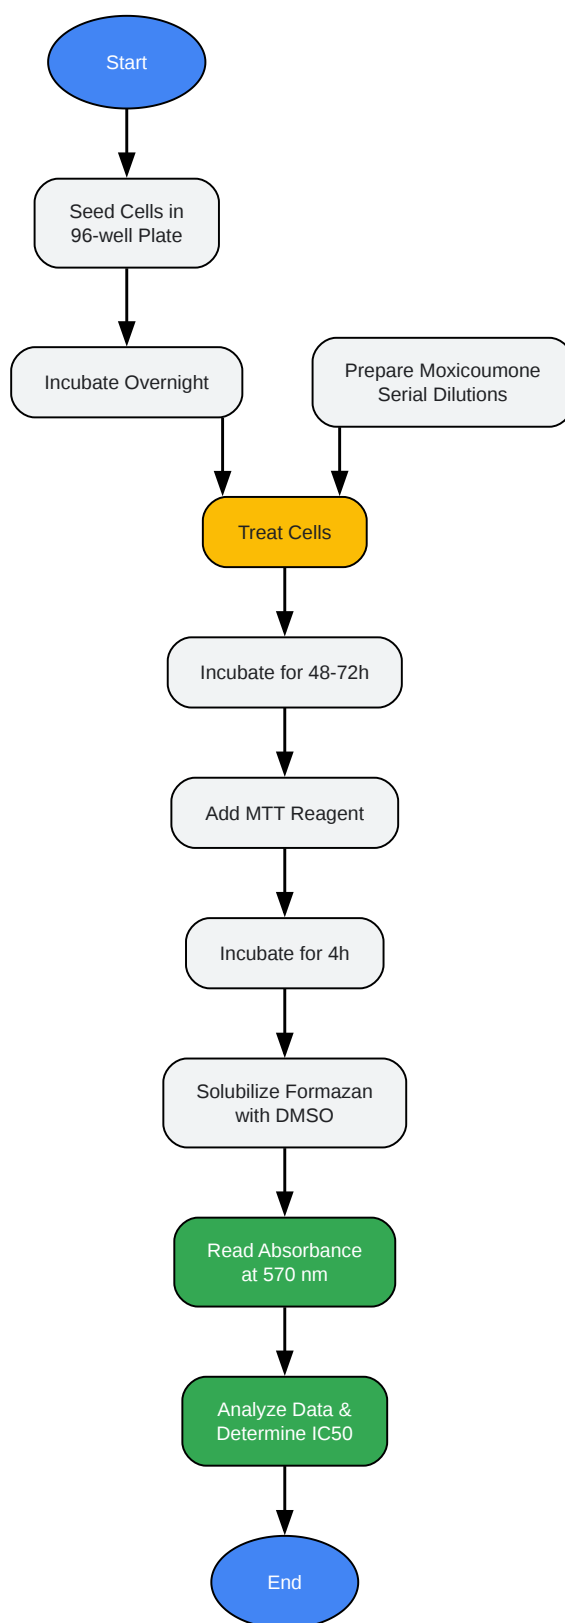 Start
Seed Cells in
96-well Plate
Incubate Overnight
Prepare Moxicoumone
Serial Dilutions
Treat Cells
Incubate for 48-72h
Add MTT Reagent
Incubate for 4h
Solubilize Formazan
with DMSO
Read Absorbance
at 570 nm
Analyze Data &
Determine IC50
End